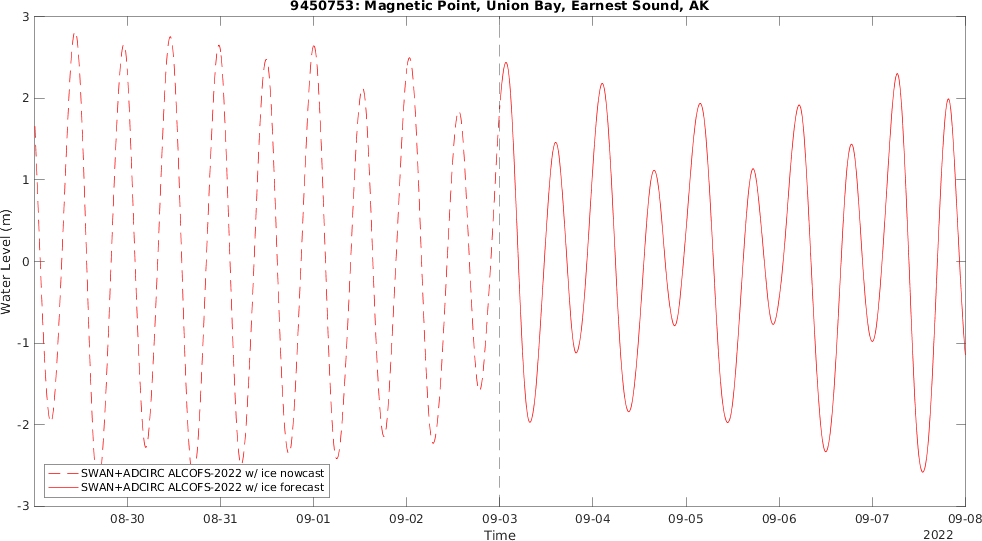 9450753: Magnetic Point, Union Bay, Earnest Sound, AK
3
2
1
0
-1
-2
-3
Water Level (m)
SWAN+ADCIRC ALCOFS-2022 w/ ice nowcast
SWAN+ADCIRC ALCOFS-2022 w/ ice forecast
08-30 08-31 09-01 09-02 09-03 09-04 09-05 09-06 09-07 09-08
Time
2022